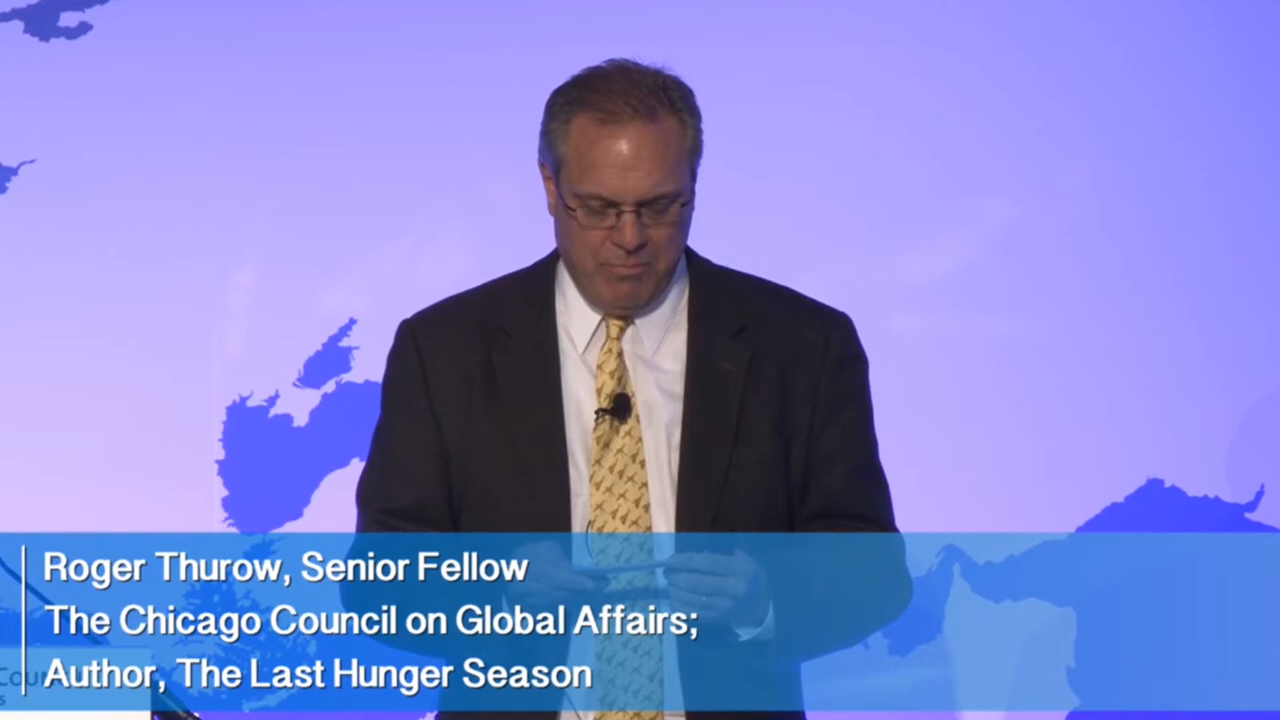 Roger Thurow, Senior Fellow
The Chicago Council on Global Affairs;
Author, The Last Hunger Season